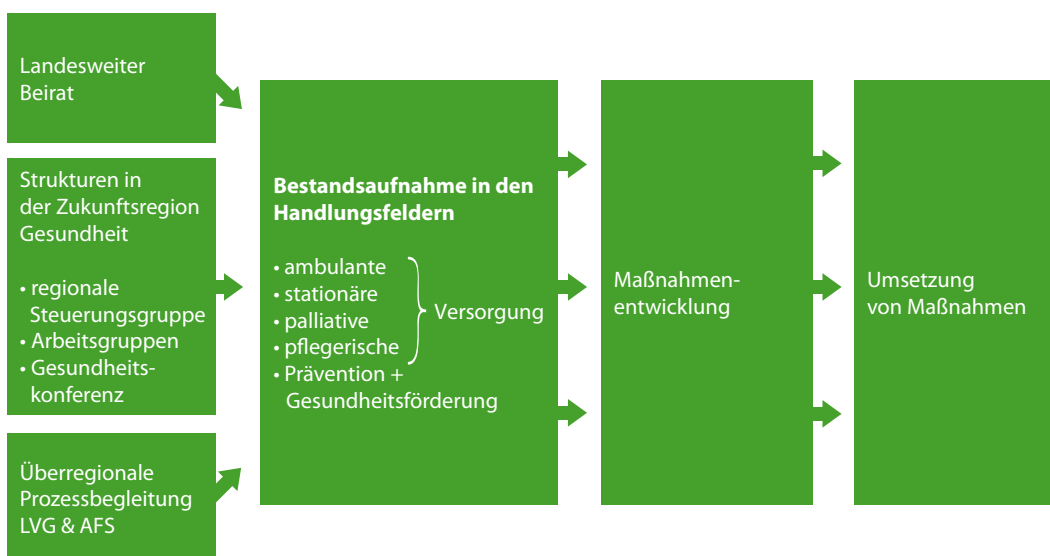 Landesweiter
Beirat
Strukturen in
der Zukunftsregion
Gesundheit
• regionale
Steuerungsgruppe
• Arbeitsgruppen
• Gesundheits-
konferenz
Überregionale
Prozessbegleitung
LVG & AFS
Bestandsaufnahme in den
Handlungsfeldern
• ambulante
• stationäre
• palliative
• pflegerische
Versorgung
• Prävention +
Gesundheitsförderung
Maßnahmen-
entwicklung
Umsetzung
von Maßnahmen